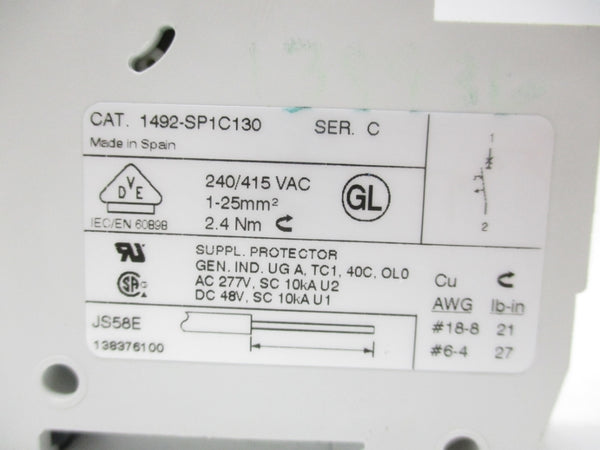 CAT. 1492-SP1C130 SER. C
Made in Spain
1
2
DVE
IEC/EN 60898
240/415 VAC
1-25mm²
2.4 Nm
GL
SUPPL. PROTECTOR
GEN. IND. UG A, TC1, 40C, OL0
AC 277V, SC 10kA U2
DC 48V, SC 10kA U1
SA
JS58E
138376100
Cu
AWG lb-in
#18-8 21
#6-4 27